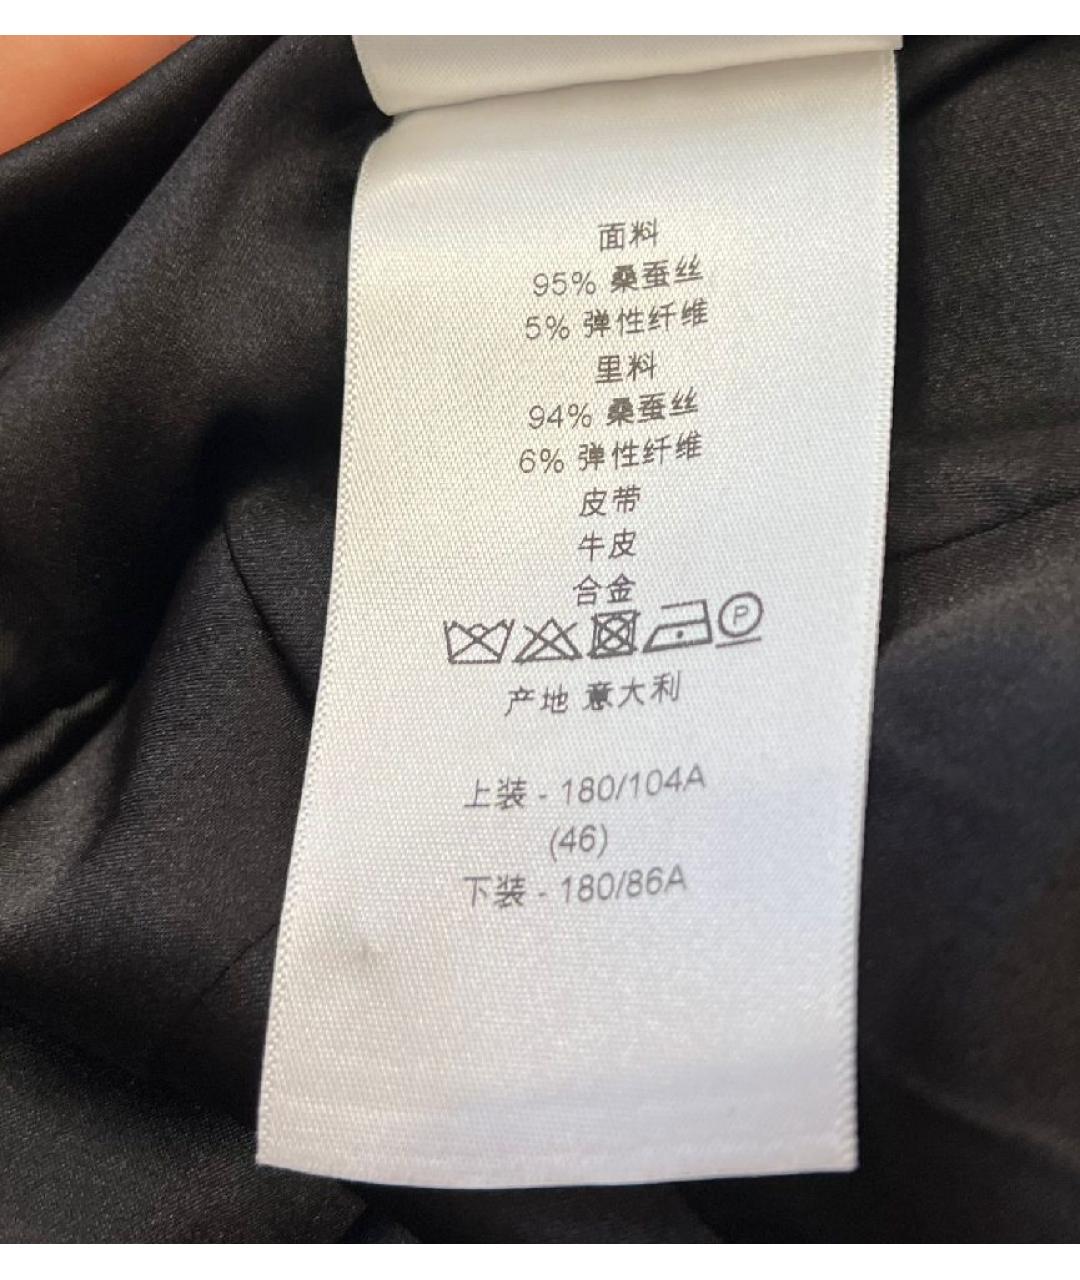 面料
95% 桑蚕丝
5% 弹性纤维
里料
94% 桑蚕丝
6% 弹性纤维
皮带
牛皮
合金
P
产地 意大利
上装 - 180/104A
(46)
下装 - 180/86A